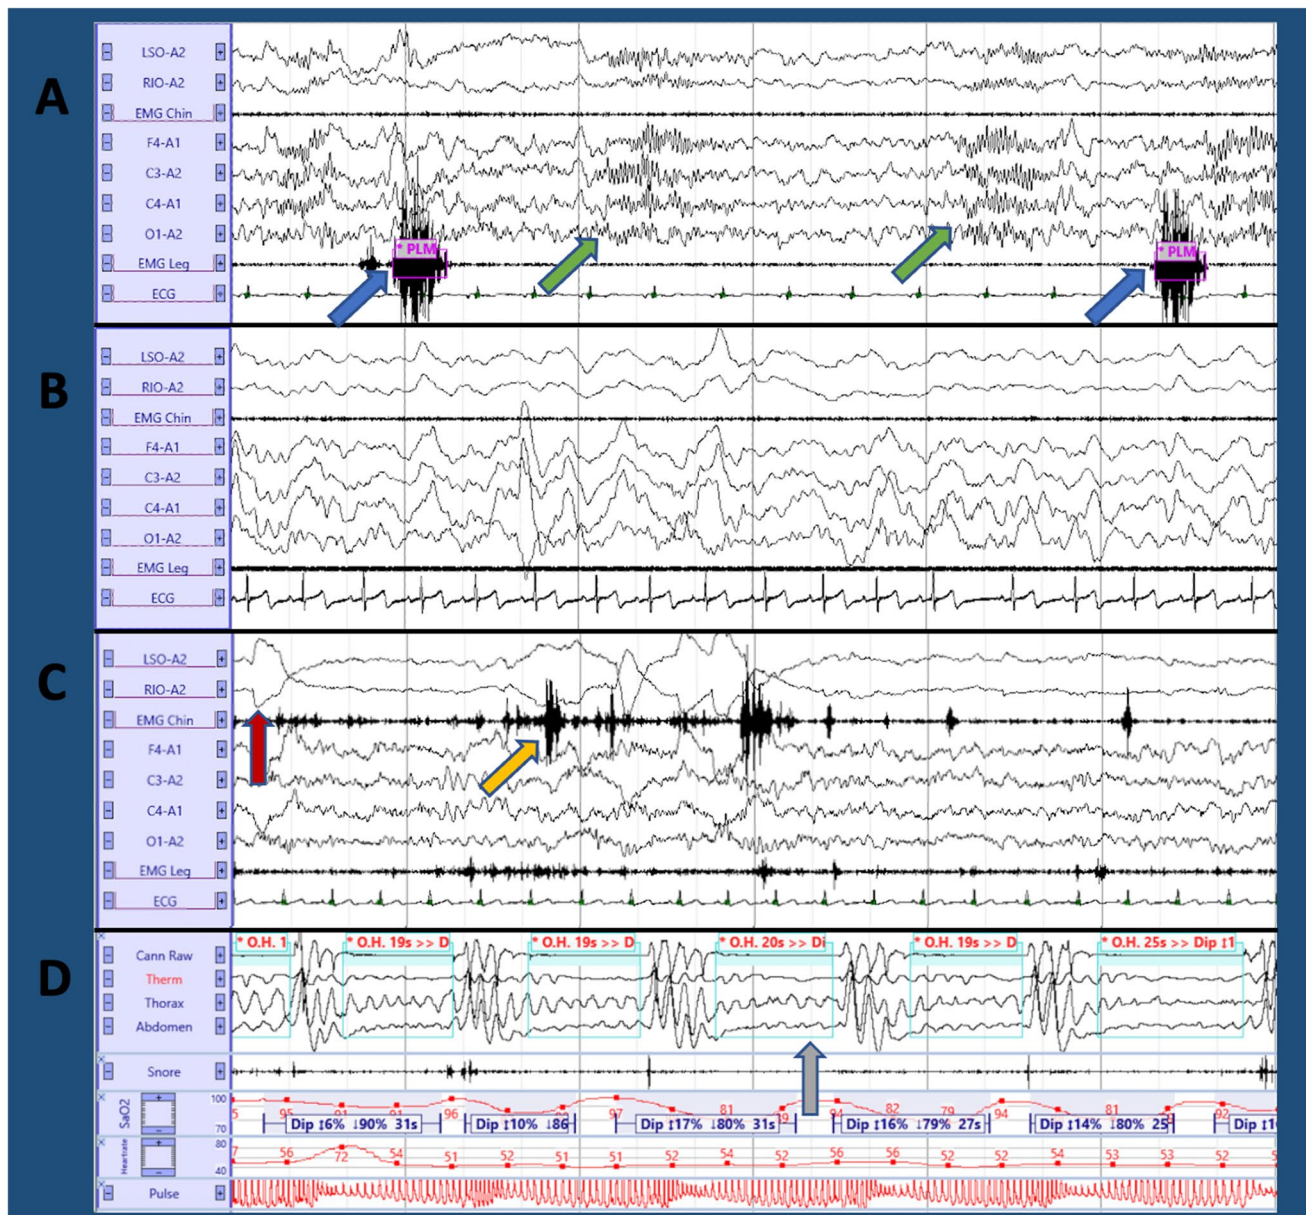 A
LSO-A2
RIO-A2
EMG Chin
F4-A1
C3-A2
C4-A1
O1-A2
* PLM
* PLM
EMG Leg
ECG
B
LSO-A2
RIO-A2
EMG Chin
F4-A1
C3-A2
C4-A1
O1-A2
EMG Leg
ECG
C
LSO-A2
RIO-A2
EMG Chin
F4-A1
C3-A2
C4-A1
O1-A2
EMG Leg
ECG
D
* O.H. 1 * O.H. 19s >> D * O.H. 19s >> D * O.H. 20s >> Di * O.H. 19s >> D * O.H. 25s >> Dip ↕1
Cann Raw
Therm
Thorax
Abdomen
Snore
SaO2
100
70
5 95 91 91 96 97 81 94 82 79 94 81 92
Dip ↕6% ↓90% 31s Dip ↕10% ↓86 Dip ↕17% ↓80% 31s Dip ↕16% ↓79% 27s Dip ↕14% ↓80% 25 Dip ↕1
Heartrate
80
40
7 56 72 54 51 52 51 51 52 54 52 56 56 52 52 54 53 53 52 5
Pulse